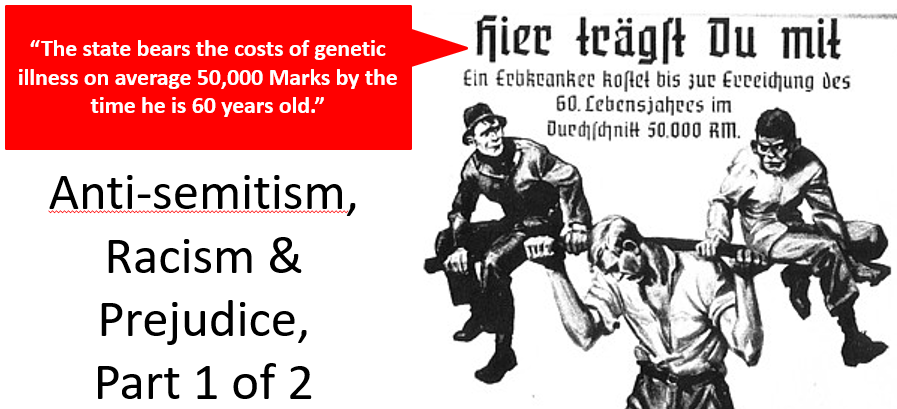 “The state bears the costs of genetic
illness on average 50,000 Marks by the
time he is 60 years old.”
Anti-semitism,
Racism &
Prejudice,
Part 1 of 2
Hier trägst Du mit
Ein Erbkranker kostet bis zur Erreichung des
60. Lebensjahres im
Durchschnitt 50.000 RM.